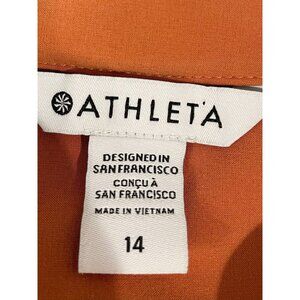 ATHLETA
DESIGNED IN
SAN FRANCISCO
CONÇU À
SAN FRANCISCO
MADE IN VIETNAM
14